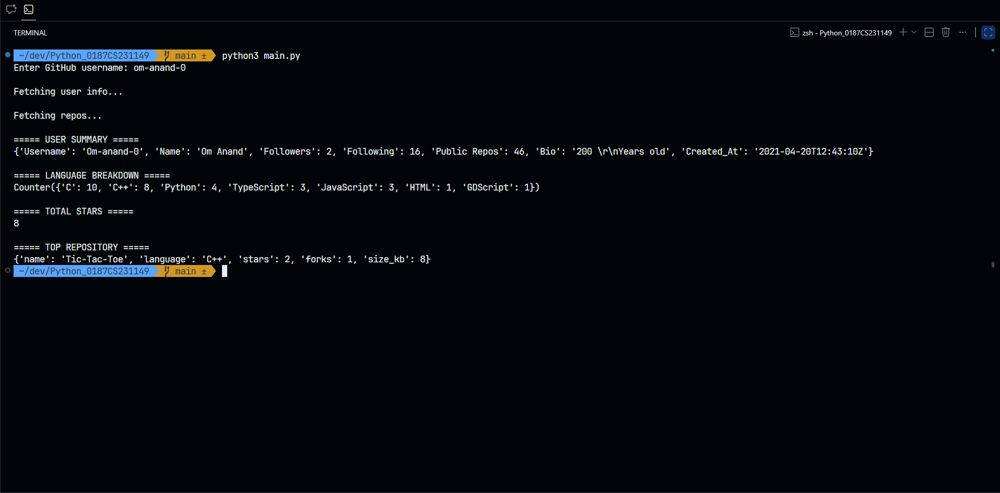 TERMINAL
zsh - Python_0187CS231149
~/dev/Python_0187CS231149 main ± python3 main.py
Enter GitHub username: om-anand-0
Fetching user info...
Fetching repos...
===== USER SUMMARY =====
{'Username': 'Om-anand-0', 'Name': 'Om Anand', 'Followers': 2, 'Following': 16, 'Public Repos': 46, 'Bio': '200 \r\nYears old', 'Created_At': '2021-04-20T12:43:10Z'}
===== LANGUAGE BREAKDOWN =====
Counter({'C': 10, 'C++': 8, 'Python': 4, 'TypeScript': 3, 'JavaScript': 3, 'HTML': 1, 'GDScript': 1})
===== TOTAL STARS =====
8
===== TOP REPOSITORY =====
{'name': 'Tic-Tac-Toe', 'language': 'C++', 'stars': 2, 'forks': 1, 'size_kb': 8}
~/dev/Python_0187CS231149 main ±